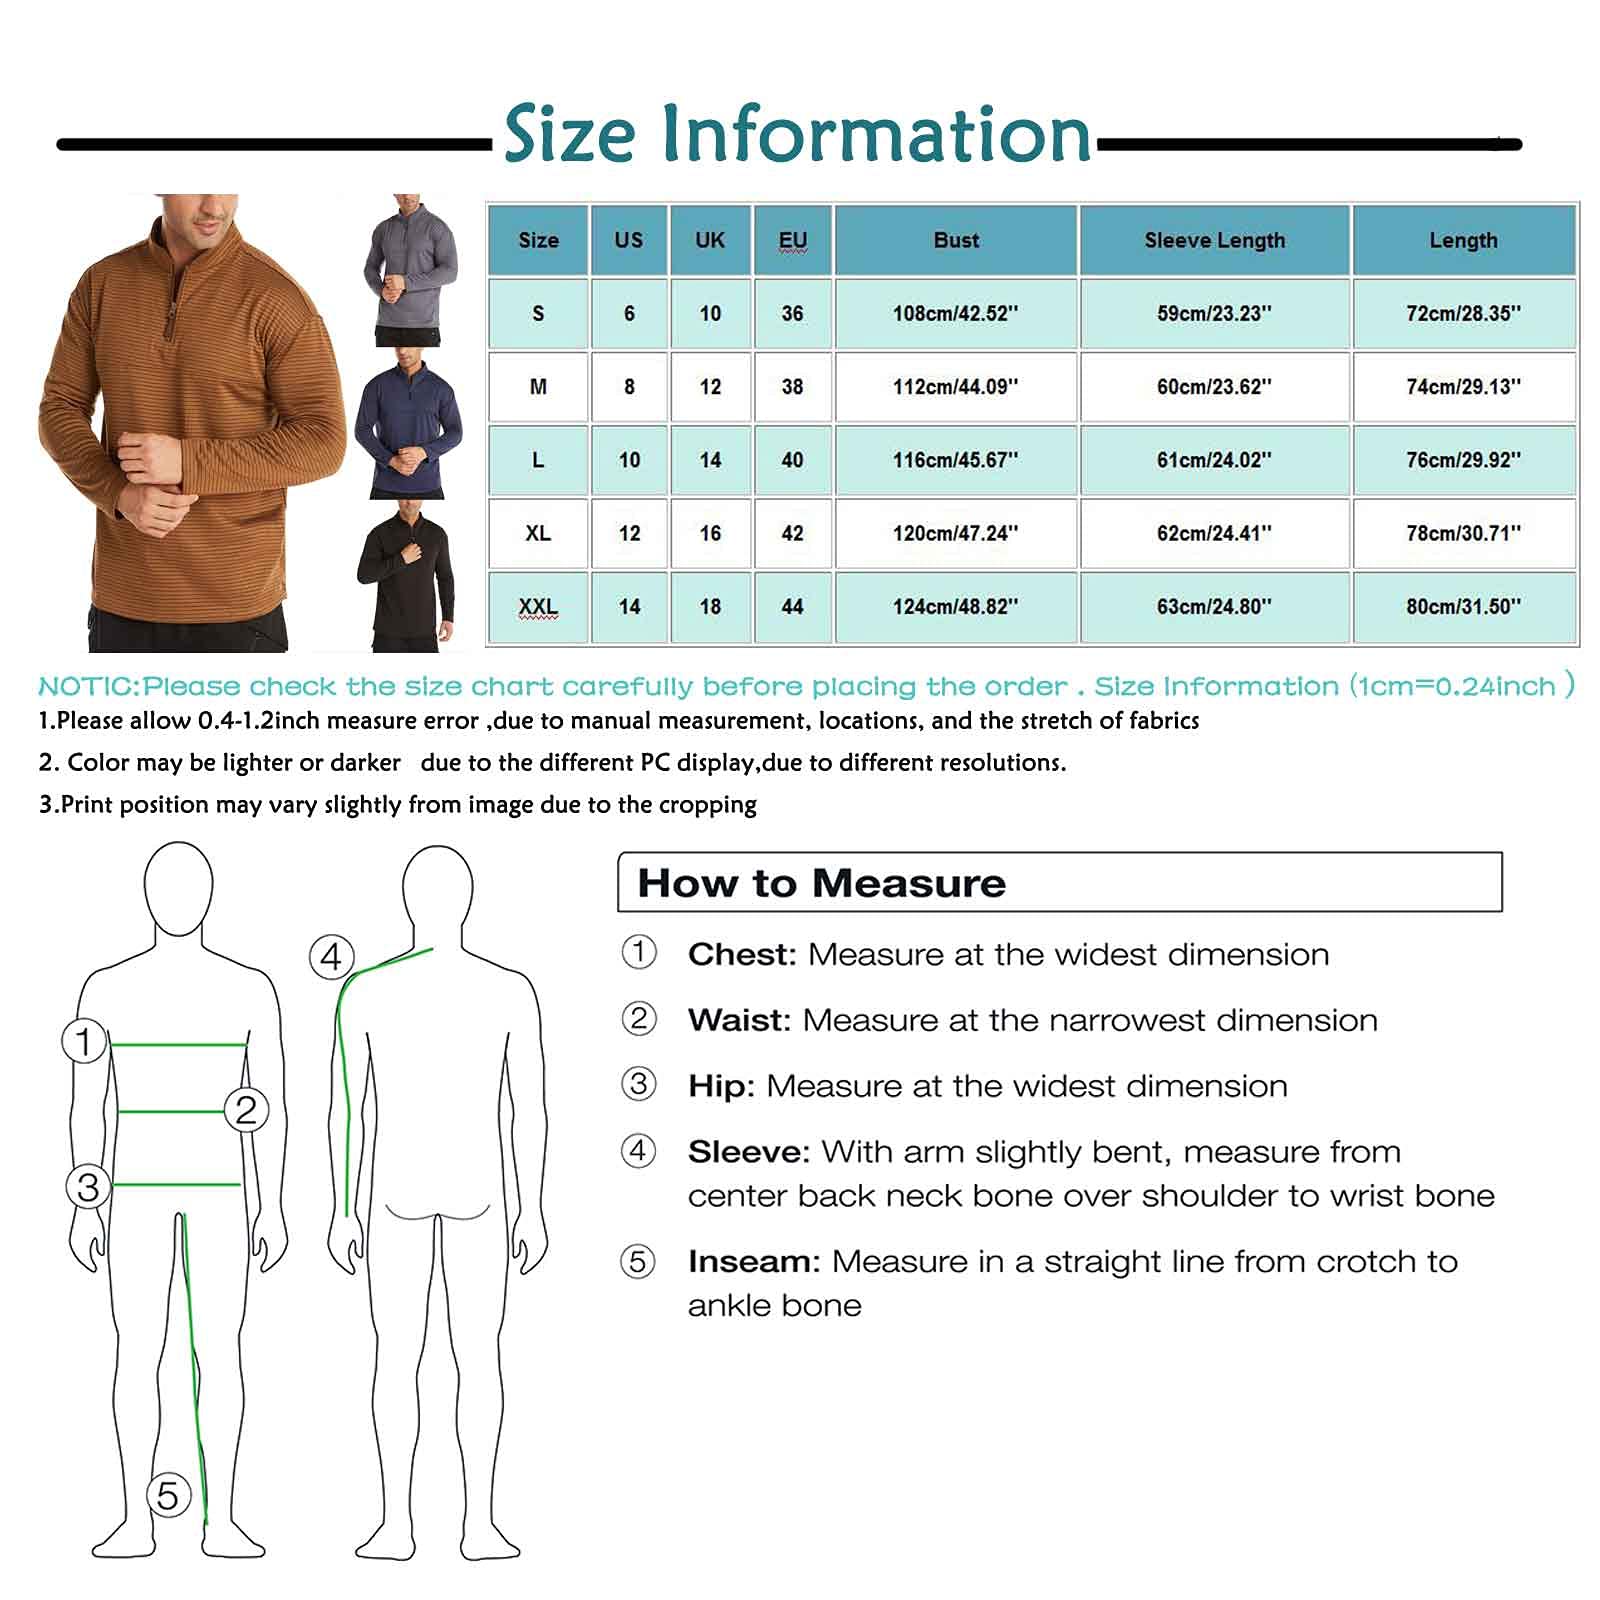 Size Information
Size US UK EU Bust Sleeve Length Length
S 6 10 36 108cm/42.52'' 59cm/23.23'' 72cm/28.35''
M 8 12 38 112cm/44.09'' 60cm/23.62'' 74cm/29.13''
L 10 14 40 116cm/45.67'' 61cm/24.02'' 76cm/29.92''
XL 12 16 42 120cm/47.24'' 62cm/24.41'' 78cm/30.71''
XXL 14 18 44 124cm/48.82'' 63cm/24.80'' 80cm/31.50''
NOTIC:Please check the size chart carefully before placing the order . Size Information (1cm=0.24inch )
1.Please allow 0.4-1.2inch measure error ,due to manual measurement, locations, and the stretch of fabrics
2. Color may be lighter or darker due to the different PC display,due to different resolutions.
3.Print position may vary slightly from image due to the cropping
1
2
3
5
4
How to Measure
1 Chest: Measure at the widest dimension
2 Waist: Measure at the narrowest dimension
3 Hip: Measure at the widest dimension
4 Sleeve: With arm slightly bent, measure from
center back neck bone over shoulder to wrist bone
5 Inseam: Measure in a straight line from crotch to
ankle bone